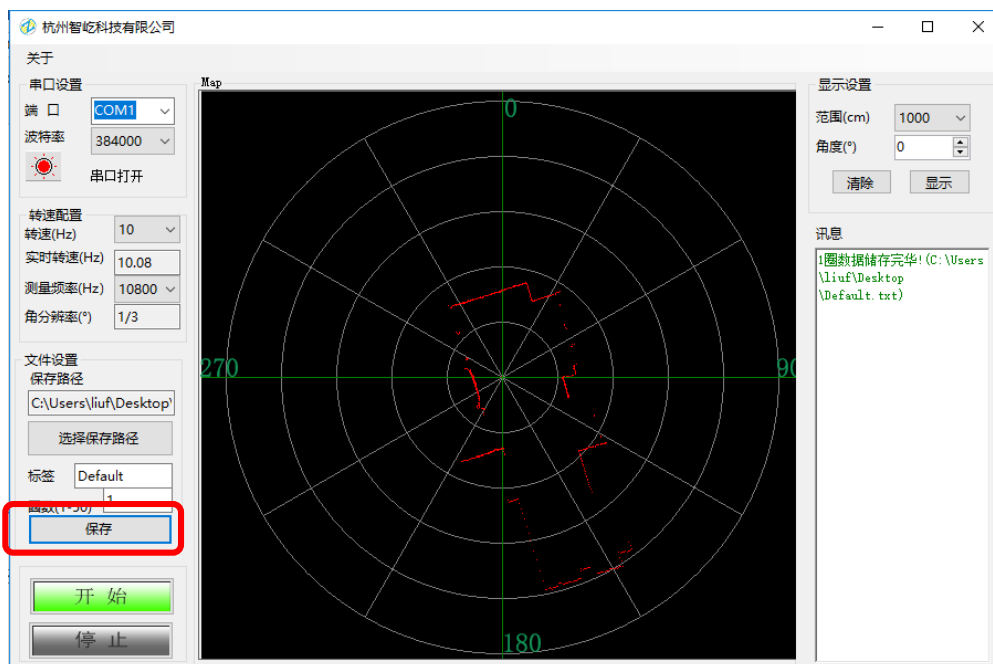 杭州智屹科技有限公司
关于
串口设置
端 口 COM1
波特率 384000
串口打开
转速配置
转速(Hz) 10
实时转速(Hz) 10.08
测量频率(Hz) 10800
角分辨率(°) 1/3
文件设置
保存路径
C:\Users\liuf\Desktop\
选择保存路径
标签 Default
圈数(1-50) 1
保存
开 始
停 止
Map
0
270
90
180
显示设置
范围(cm) 1000
角度(°) 0
清除 显示
讯息
1圈数据储存完毕!(C:\Users
\liuf\Desktop
\Default.txt)